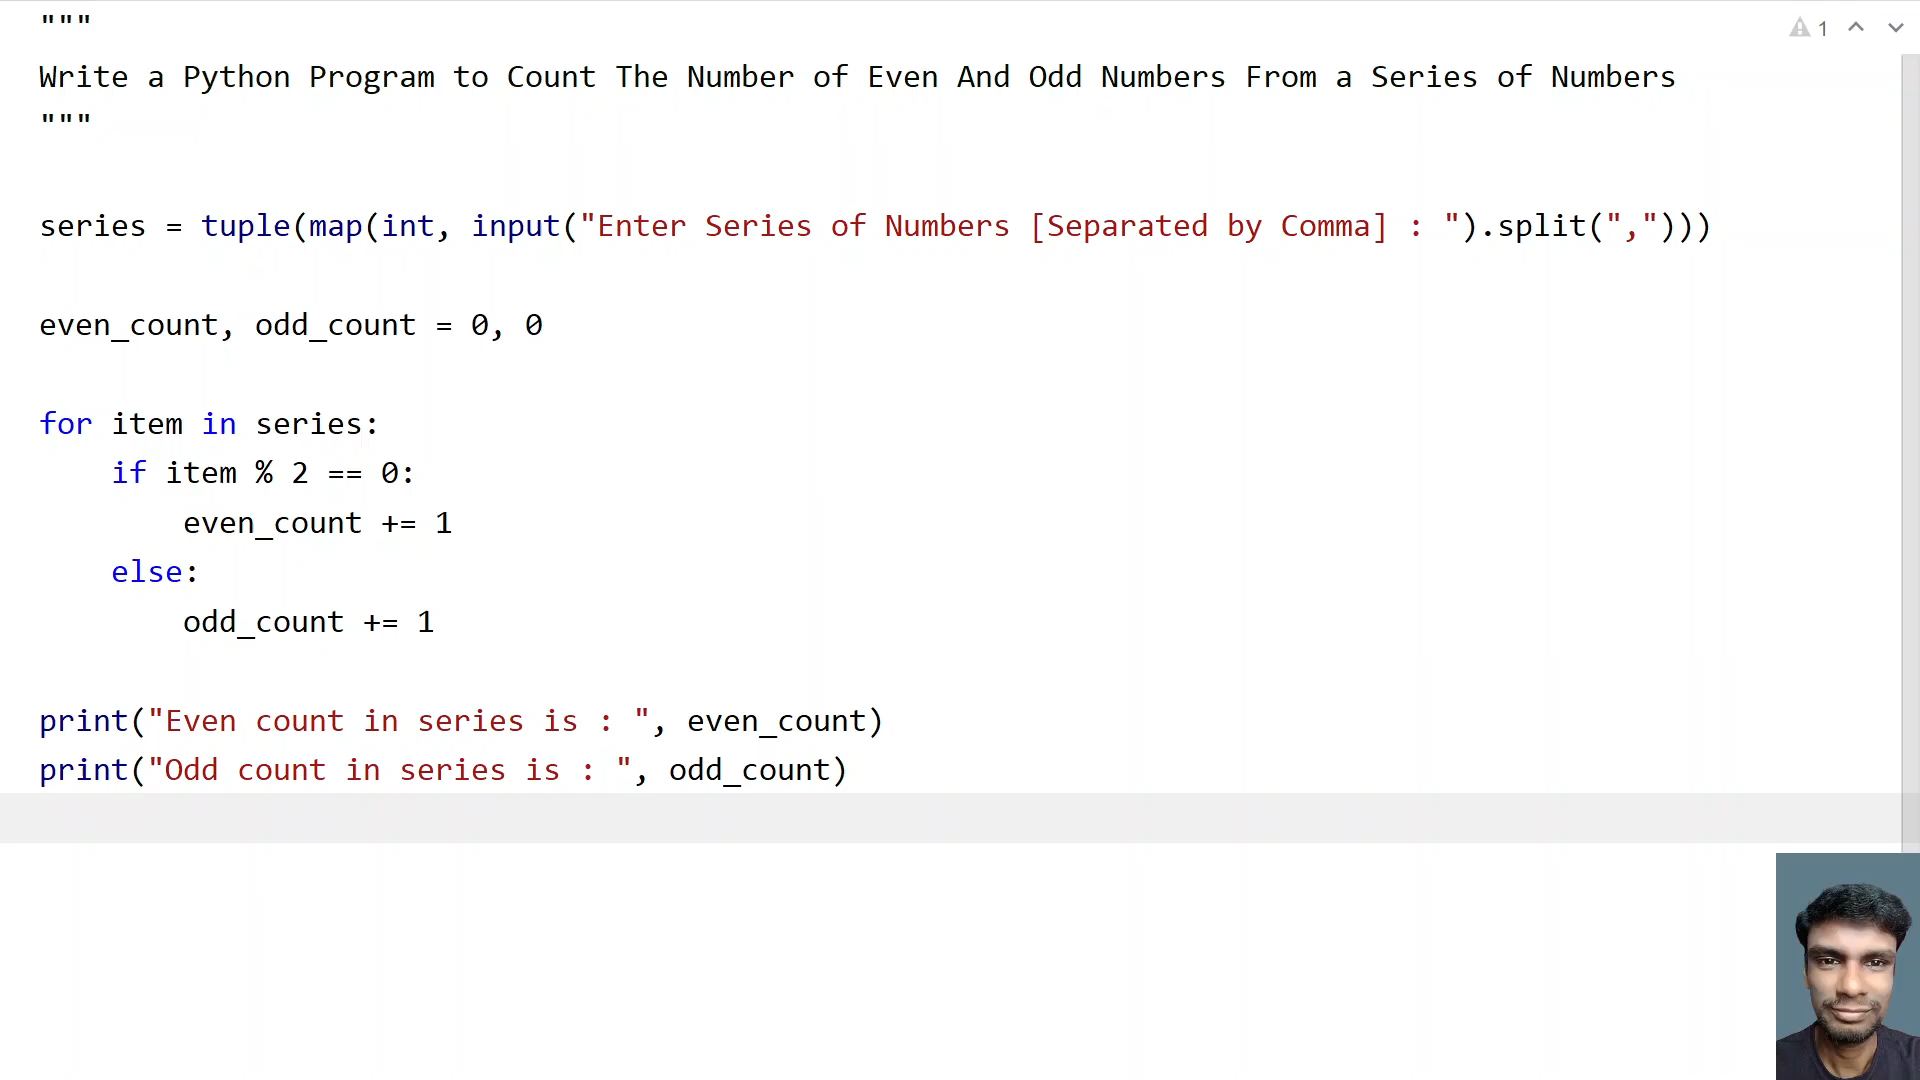 """
1
Write a Python Program to Count The Number of Even And Odd Numbers From a Series of Numbers
"""
series = tuple(map(int, input("Enter Series of Numbers [Separated by Comma] : ").split(",")))
even_count, odd_count = 0, 0
for item in series:
    if item % 2 == 0:
        even_count += 1
    else:
        odd_count += 1
print("Even count in series is : ", even_count)
print("Odd count in series is : ", odd_count)